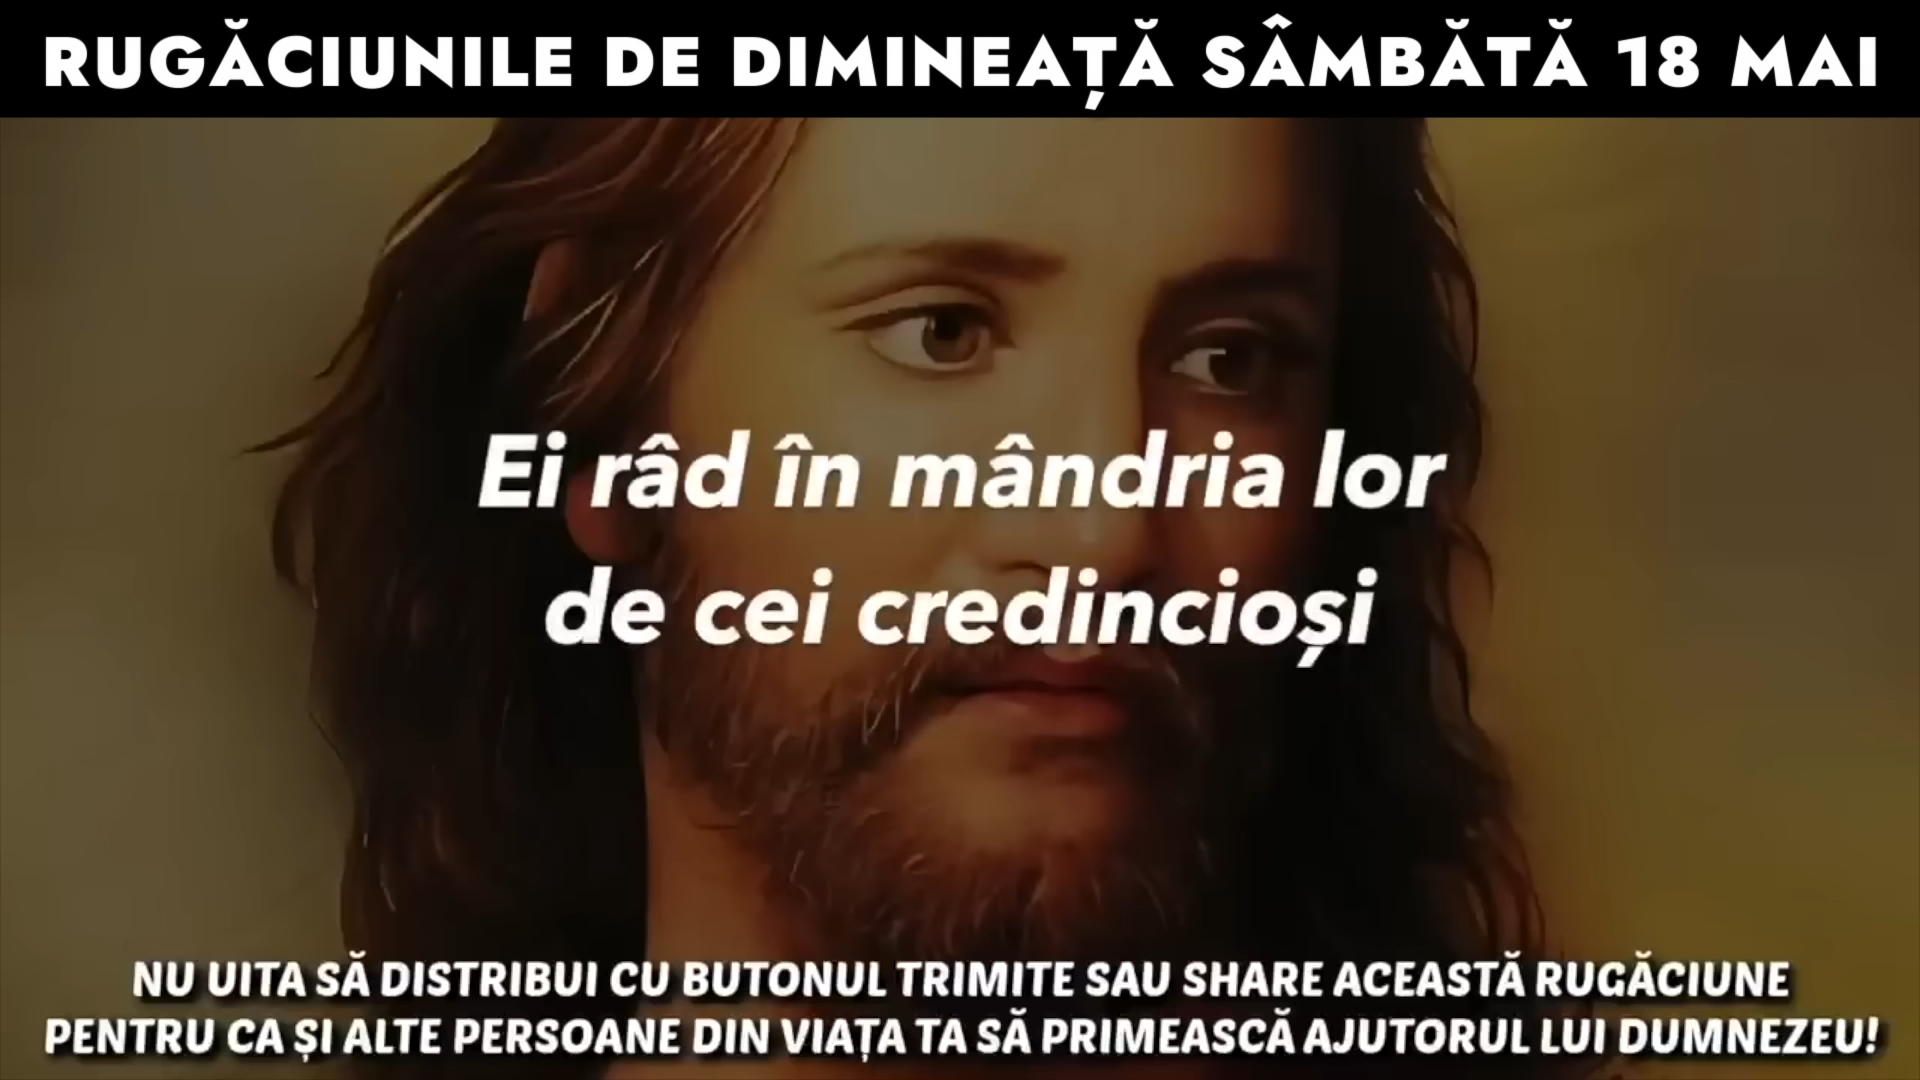 RUGĂCIUNILE DE DIMINEAȚĂ SÂMBĂTĂ 18 MAI
Ei râd în mândria lor
de cei credincioși
NU UITA SĂ DISTRIBUI CU BUTONUL TRIMITE SAU SHARE ACEASTĂ RUGĂCIUNE
PENTRU CA ȘI ALTE PERSOANE DIN VIAȚA TA SĂ PRIMEASCĂ AJUTORUL LUI DUMNEZEU!